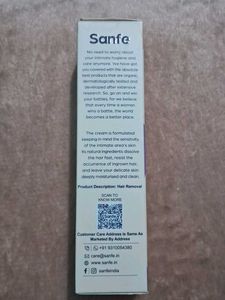 Sanfe
No need to worry about
your intimate hygiene and
care anymore. You have got
you covered with the absolute
best products that are organic,
dermatologically tested and
developed after extensive
research. So, go on and win
your battles, for we believe
that every time a woman
wins a battle, the world
becomes a better place.
The cream is formulated
keeping in mind the sensitivity
of the intimate area's skin
to natural ingredients dissolve
the hair fast, resist the
occurrence of ingrown hair,
and leave your delicate skin
deeply moisturised and clean.
Product Description: Hair Removal
SCAN TO
KNOW MORE
Customer Care Address is Same As
Marketed By Address
+91 9310054380
care@sanfe.in
www.sanfe.in
sanfeindia